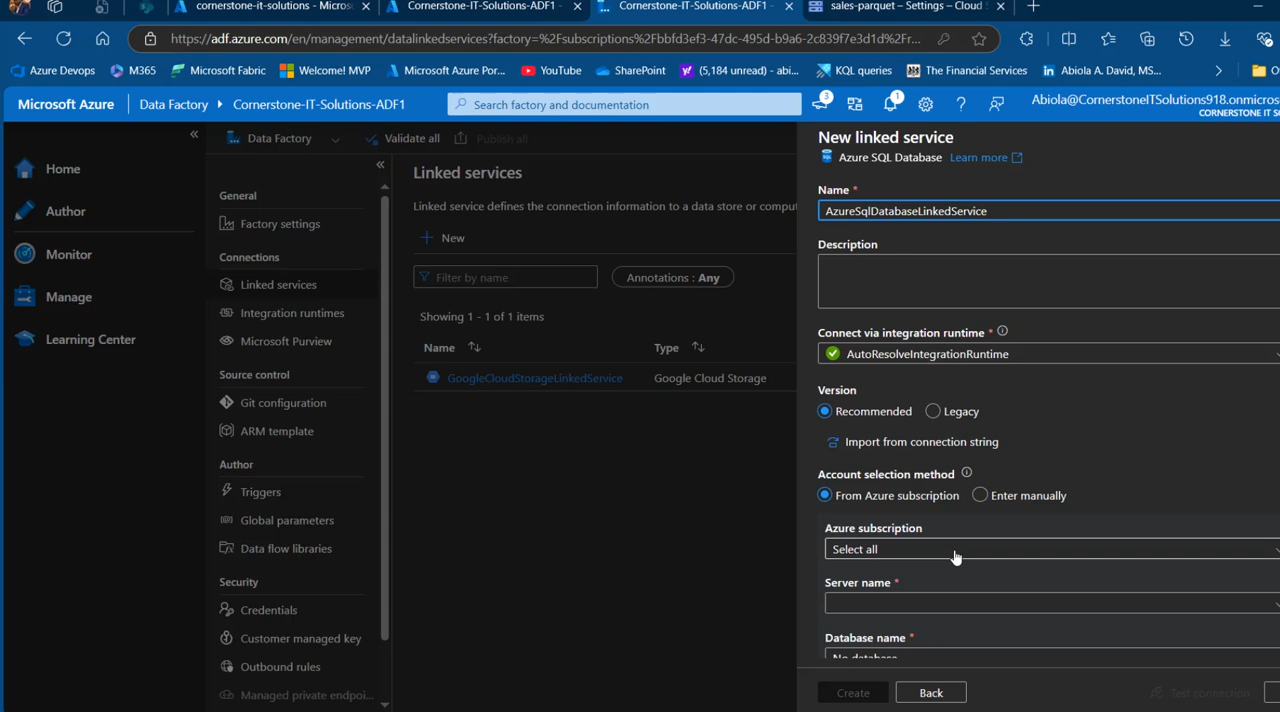 cornerstone-it-solutions - Micros
Cornerstone-IT-Solutions-ADF1 -
Cornerstone-IT-Solutions-ADF1 -
sales-parquet – Settings – Cloud S
https://adf.azure.com/en/management/datalinkedservices?factory=%2Fsubscriptions%2Fbbfd3ef3-47dc-495d-b9a6-2c839f7e3d1d%2Fr...
Azure Devops
M365
Microsoft Fabric
Welcome! MVP
Microsoft Azure Por...
YouTube
SharePoint
(5,184 unread) - abi...
KQL queries
The Financial Services
Abiola A. David, MS...
Microsoft Azure
Data Factory
Cornerstone-IT-Solutions-ADF1
Search factory and documentation
3
1
Abiola@CornerstoneITSolutions918.onmicros
CORNERSTONE IT SO
Home
Author
Monitor
Manage
Learning Center
Data Factory
Validate all
Publish all
General
Factory settings
Connections
Linked services
Integration runtimes
Microsoft Purview
Source control
Git configuration
ARM template
Author
Triggers
Global parameters
Data flow libraries
Security
Credentials
Customer managed key
Outbound rules
Managed private endpoi...
Linked services
Linked service defines the connection information to a data store or comput
New
Filter by name
Annotations : Any
Showing 1 - 1 of 1 items
Name
Type
GoogleCloudStorageLinkedService
Google Cloud Storage
New linked service
Azure SQL Database
Learn more
Name *
AzureSqlDatabaseLinkedService
Description
Connect via integration runtime *
AutoResolveIntegrationRuntime
Version
Recommended
Legacy
Import from connection string
Account selection method
From Azure subscription
Enter manually
Azure subscription
Select all
Server name *
Database name *
No database
Create
Back
Test connection